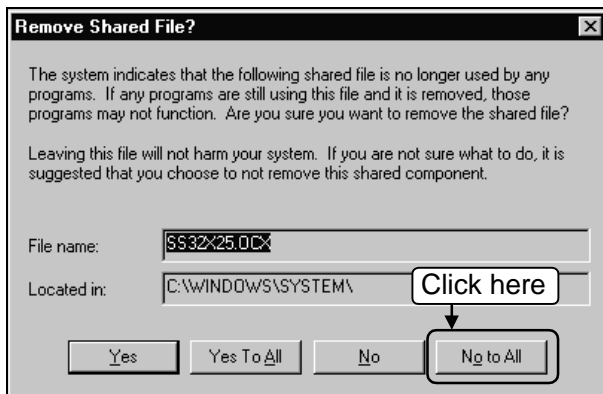 Remove Shared File?
The system indicates that the following shared file is no longer used by any
programs. If any programs are still using this file and it is removed, those
programs may not function. Are you sure you want to remove the shared file?
Leaving this file will not harm your system. If you are not sure what to do, it is
suggested that you choose to not remove this shared component.
File name: SS32X25.OCX
Located in: C:\WINDOWS\SYSTEM\
Click here
Yes Yes To All No No to All